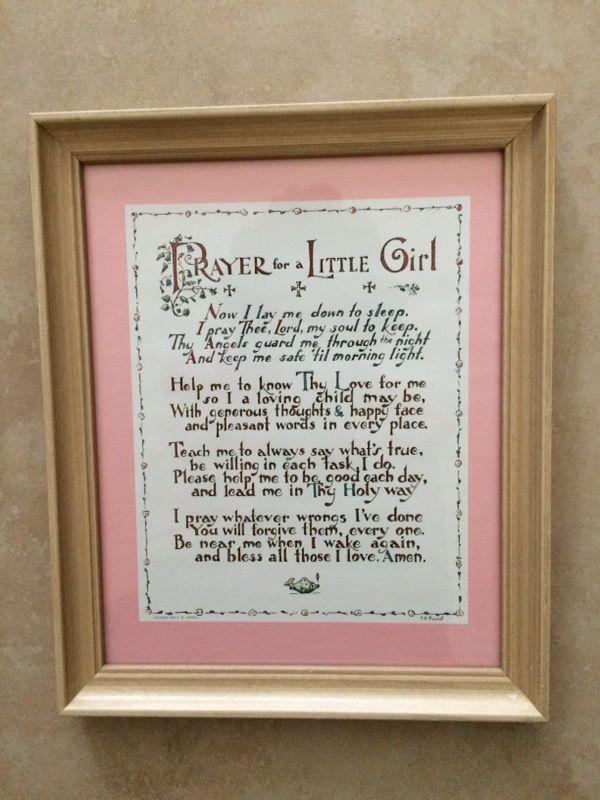 PRAYER for a LITTLE Girl
Now I lay me down to sleep.
I pray Thee, Lord, my soul to keep.
Thy Angels guard me through the night
And keep me safe 'til morning light.
Help me to know Thy Love for me
so I a loving child may be,
With generous thoughts & happy face
and pleasant words in every place.
Teach me to always say what's true,
be willing in each task I do.
Please help me to be good each day,
and lead me in Thy Holy way
I pray whatever wrongs I've done
You will forgive them, every one.
Be near me when I wake again,
and bless all those I love. Amen.